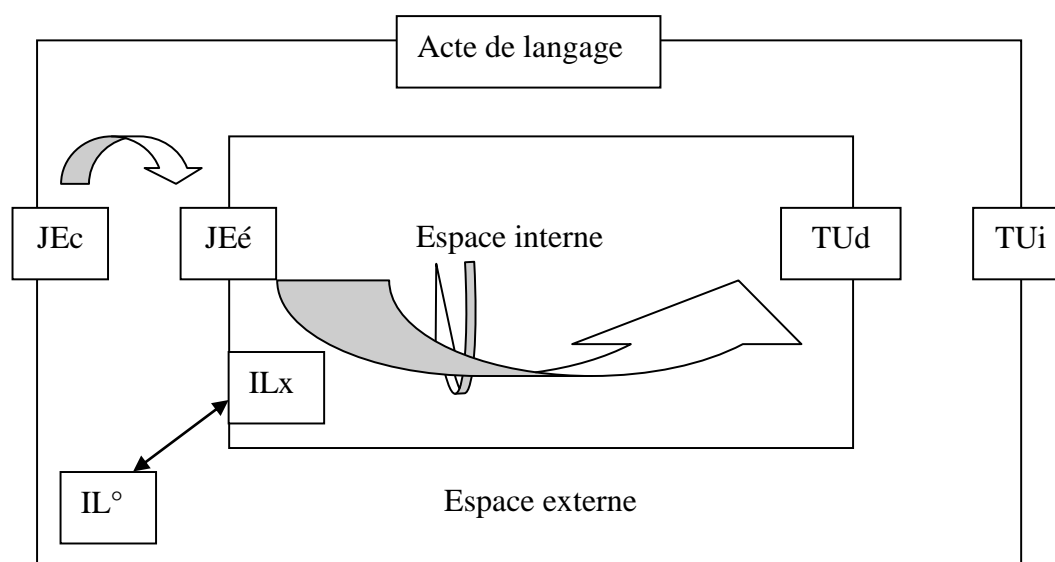 Acte de langage
JEc
JEé
Espace interne
TUd
TUi
ILx
IL°
Espace externe